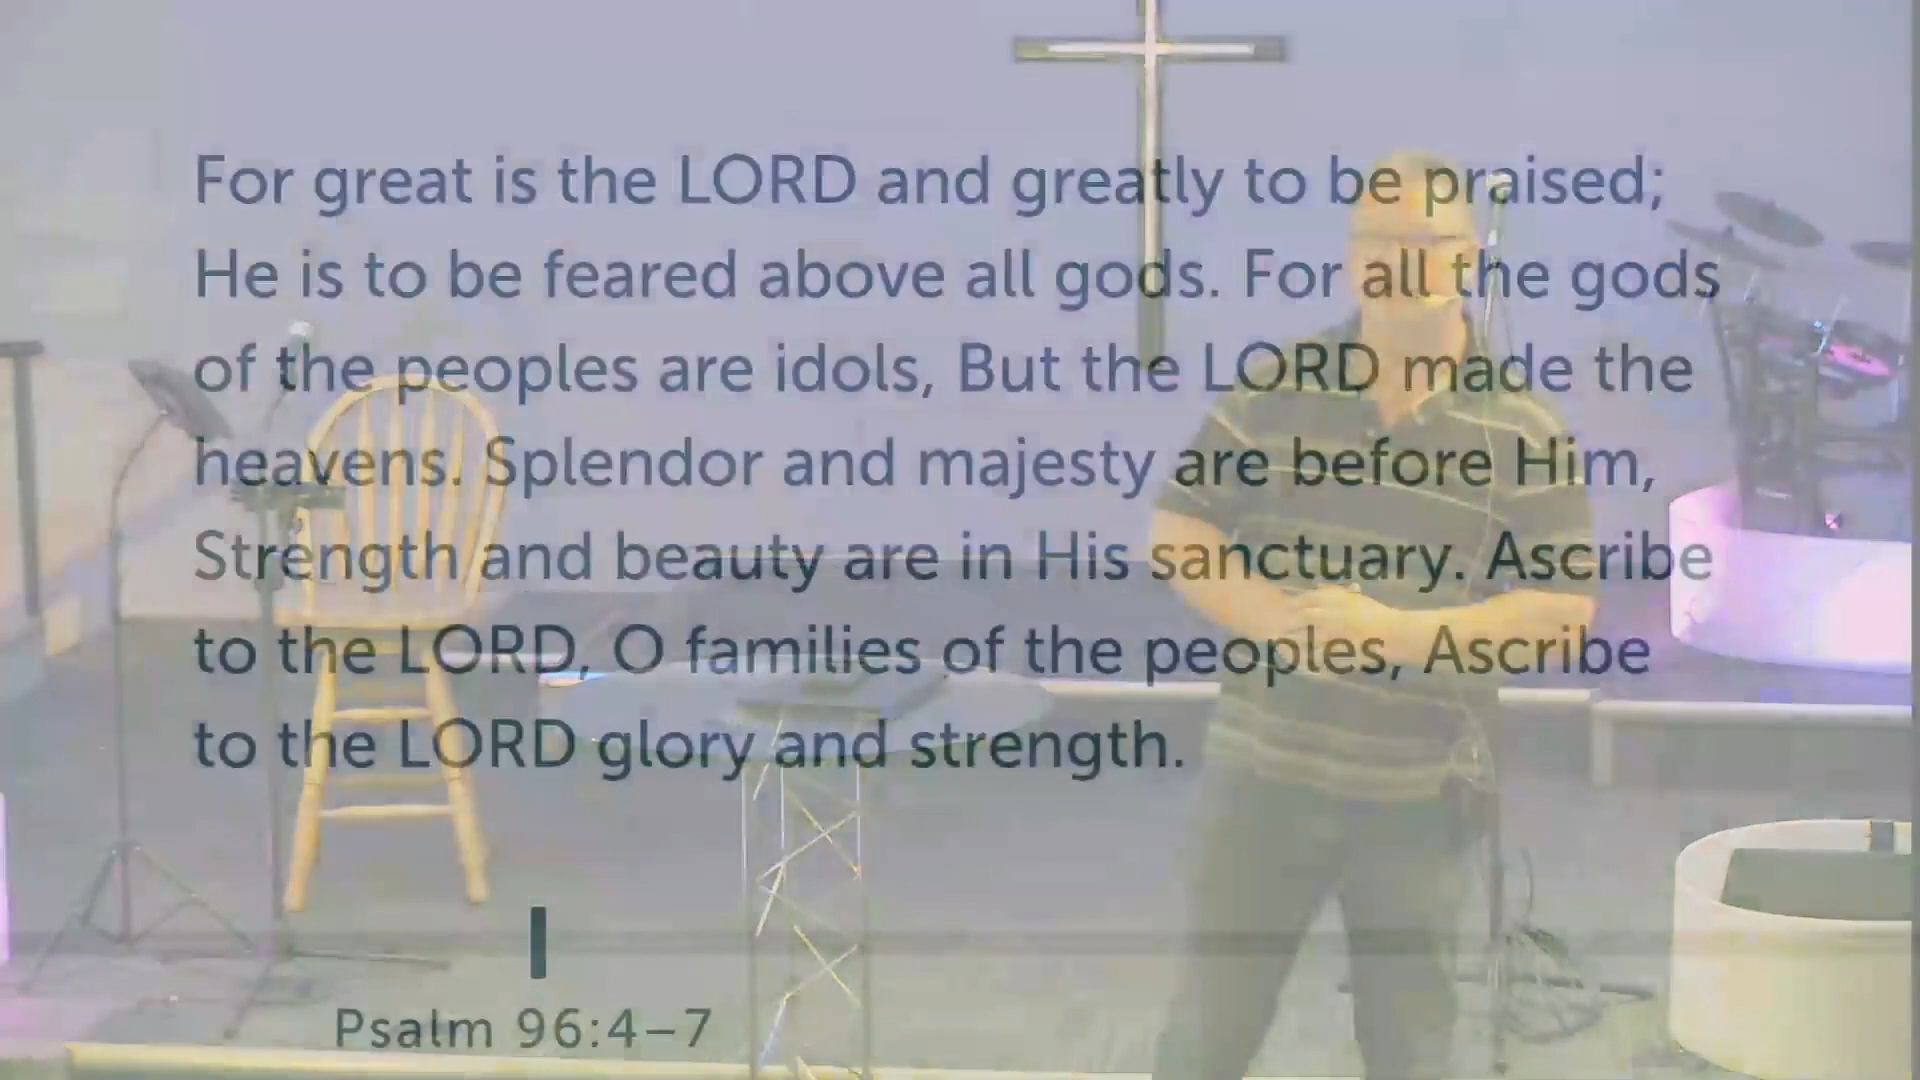 For great is the LORD and greatly to be praised;
He is to be feared above all gods. For all the gods
of the peoples are idols, But the LORD made the
heavens. Splendor and majesty are before Him,
Strength and beauty are in His sanctuary. Ascribe
to the LORD, O families of the peoples, Ascribe
to the LORD glory and strength.
Psalm 96:4–7